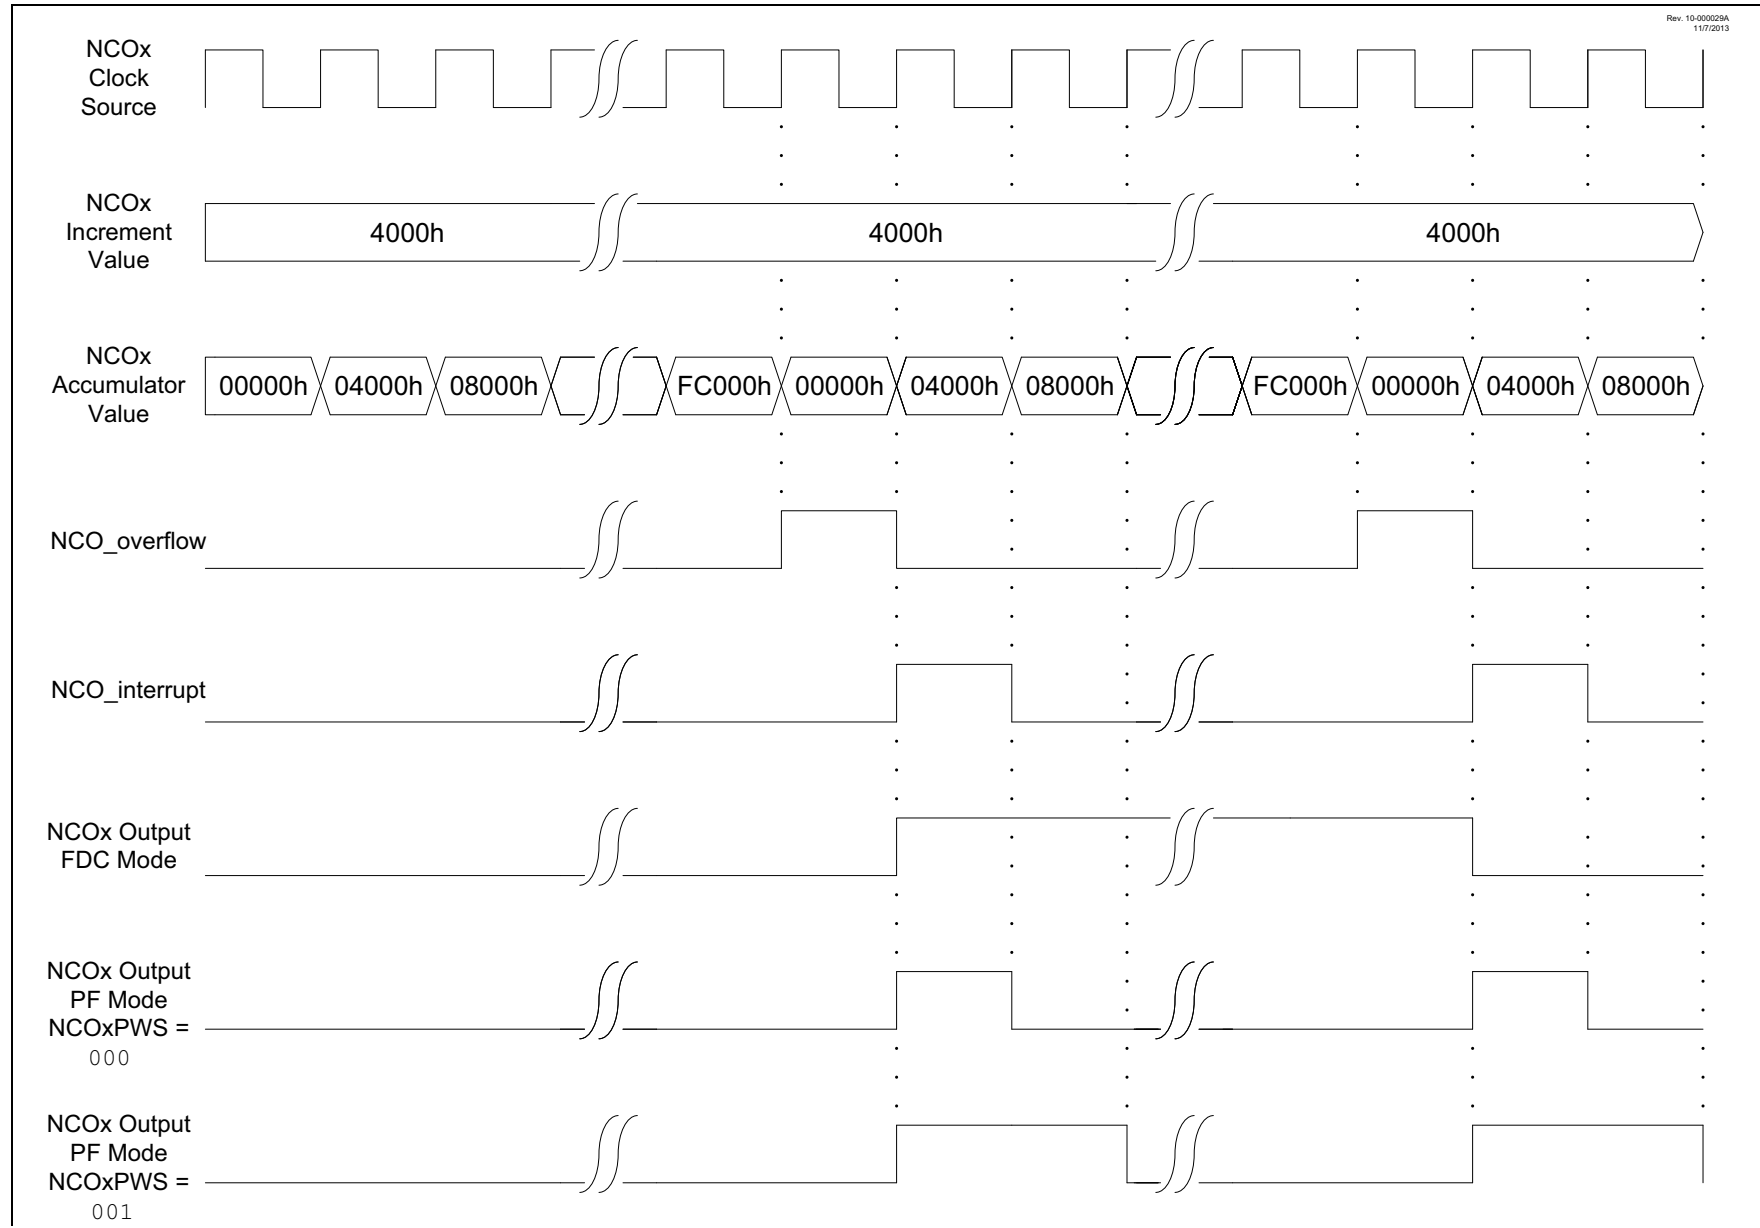 Rev. 10-000029A
11/7/2013
NCOx
Clock
Source
NCOx
Increment
Value
4000h
4000h
4000h
NCOx
Accumulator
Value
00000h
04000h
08000h
FC000h
00000h
04000h
08000h
FC000h
00000h
04000h
08000h
NCO_overflow
NCO_interrupt
NCOx Output
FDC Mode
NCOx Output
PF Mode
NCOxPWS =
000
NCOx Output
PF Mode
NCOxPWS =
001